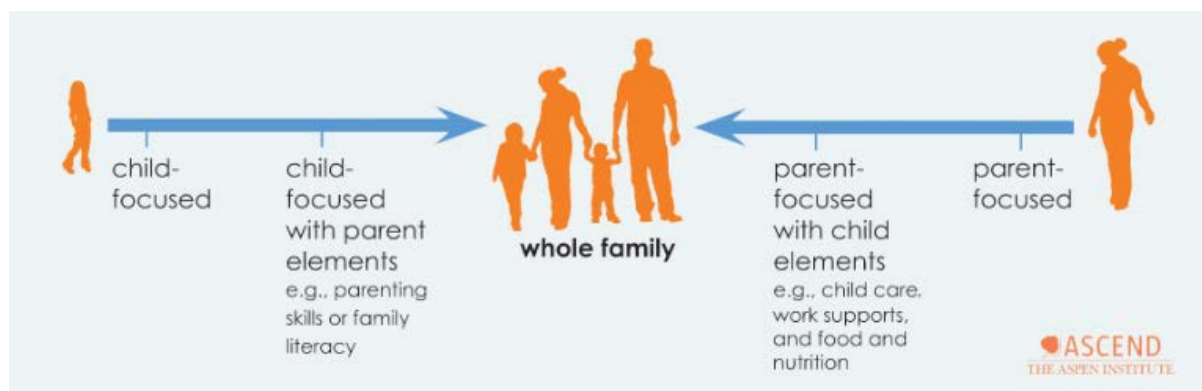 child-
focused
child-
focused
with parent
elements
e.g., parenting
skills or family
literacy
whole family
parent-
focused
with child
elements
e.g., child care,
work supports,
and food and
nutrition
parent-
focused
ASCEND
THE ASPEN INSTITUTE